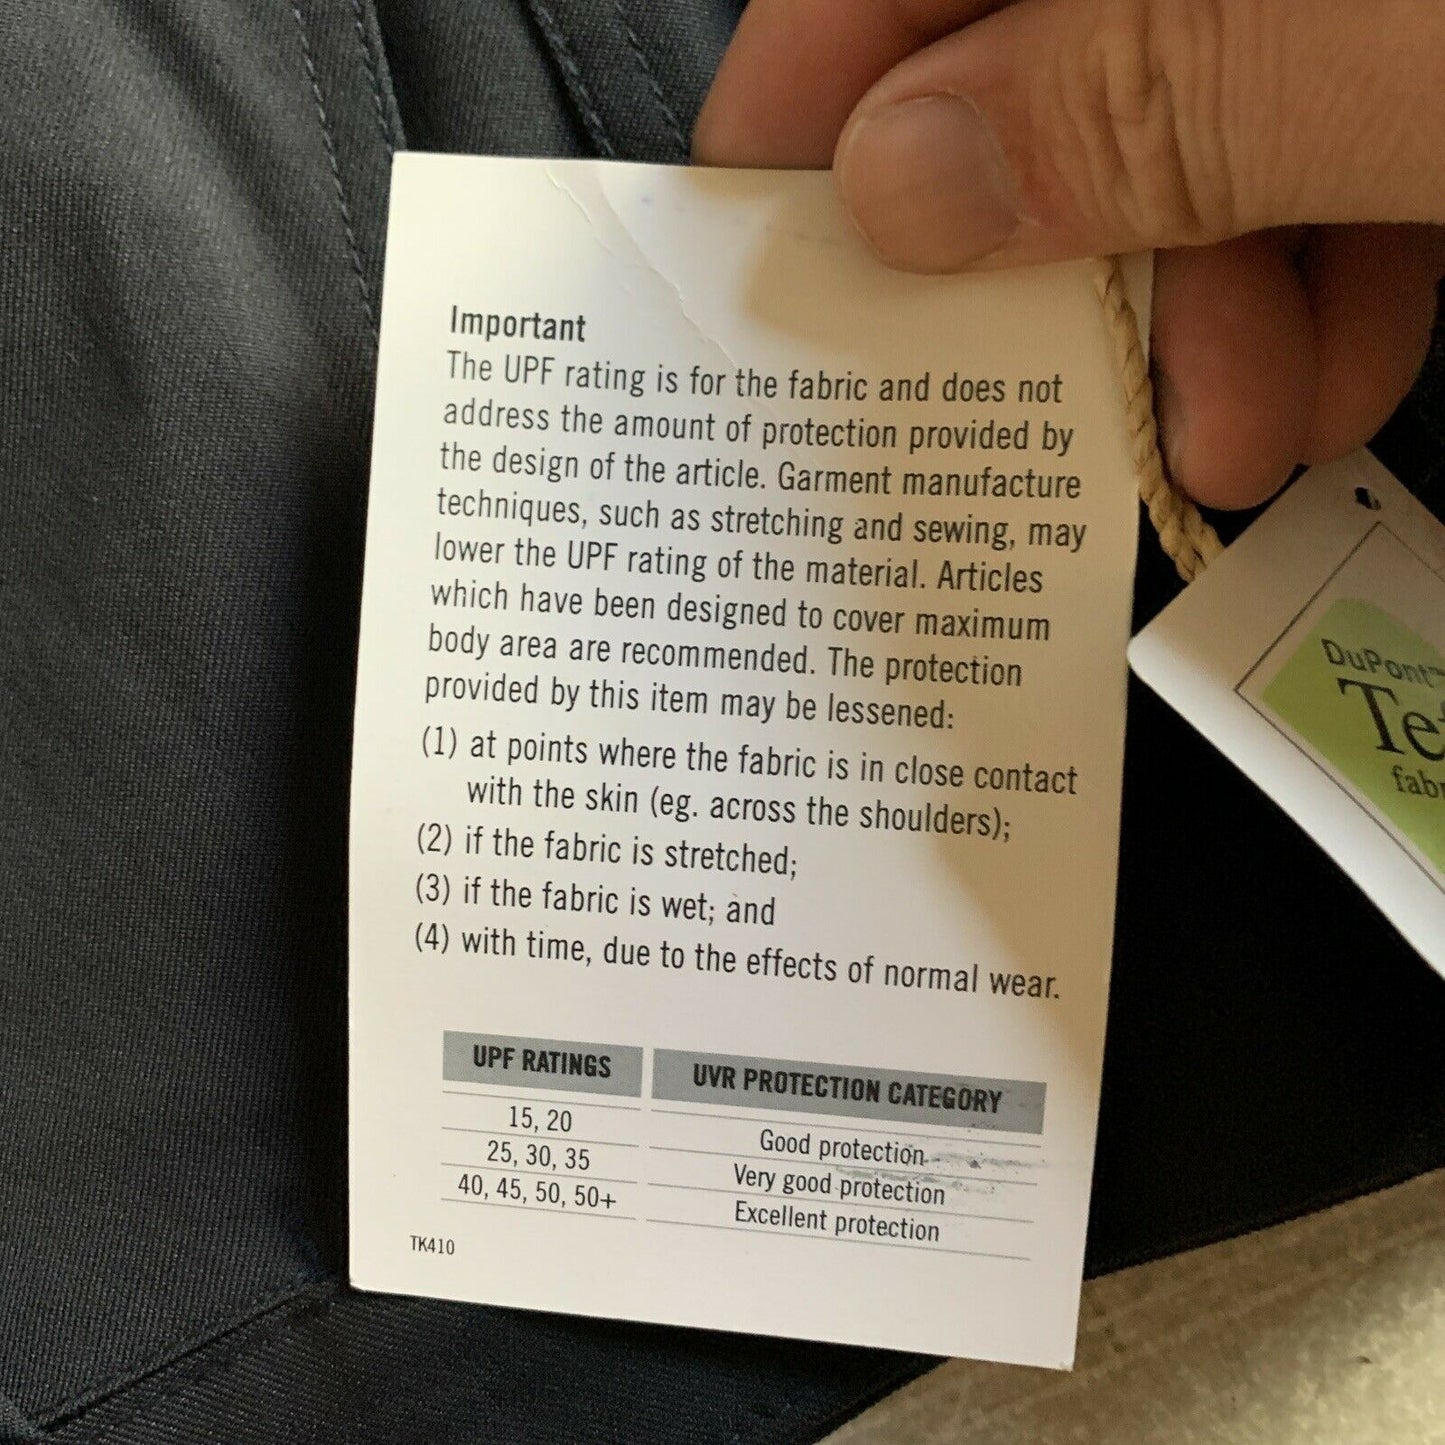 Important
The UPF rating is for the fabric and does not
address the amount of protection provided by
the design of the article. Garment manufacture
techniques, such as stretching and sewing, may
lower the UPF rating of the material. Articles
which have been designed to cover maximum
body area are recommended. The protection
provided by this item may be lessened:
(1) at points where the fabric is in close contact
with the skin (eg. across the shoulders);
(2) if the fabric is stretched;
(3) if the fabric is wet; and
(4) with time, due to the effects of normal wear.
UPF RATINGS UVR PROTECTION CATEGORY
15, 20 Good protection
25, 30, 35 Very good protection
40, 45, 50, 50+ Excellent protection
TK410
DuPont™